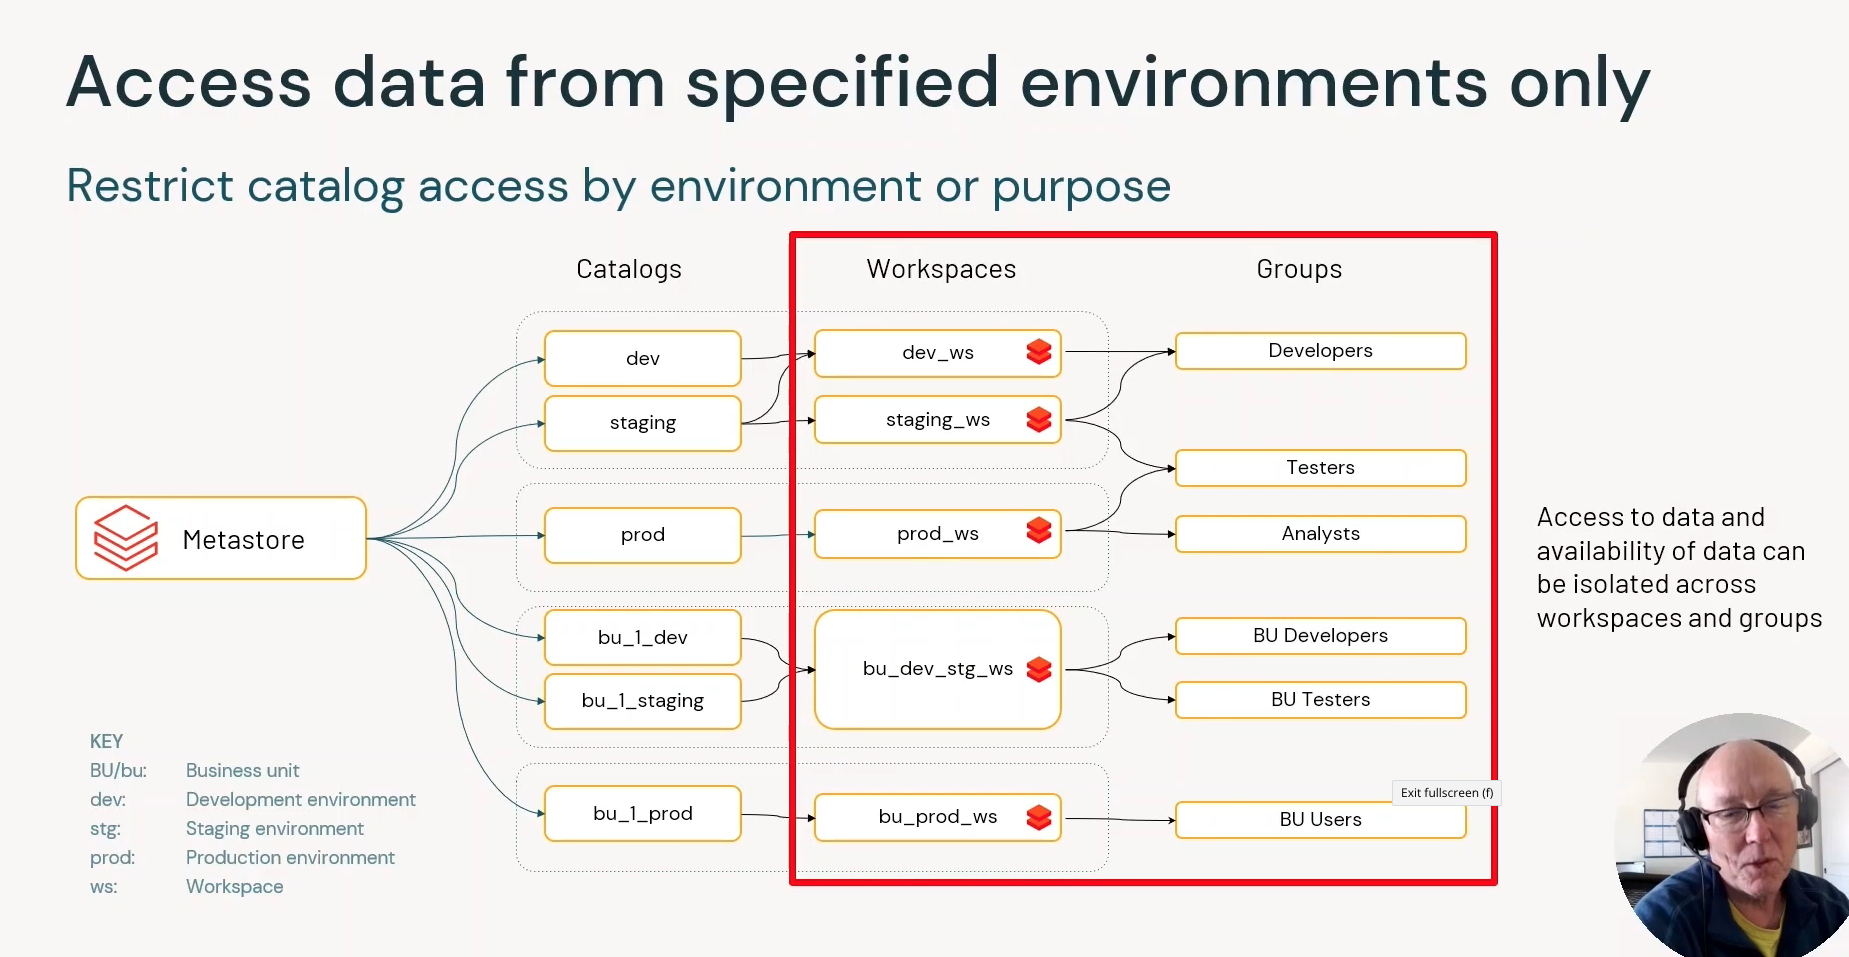 Access data from specified environments only
Restrict catalog access by environment or purpose
Catalogs
Workspaces
Groups
dev
dev_ws
Developers
staging
staging_ws
Testers
Metastore
prod
prod_ws
Analysts
Access to data and
availability of data can
be isolated across
workspaces and groups
bu_1_dev
bu_dev_stg_ws
BU Developers
bu_1_staging
BU Testers
bu_1_prod
bu_prod_ws
BU Users
Exit fullscreen (f)
KEY
BU/bu: Business unit
dev: Development environment
stg: Staging environment
prod: Production environment
ws: Workspace